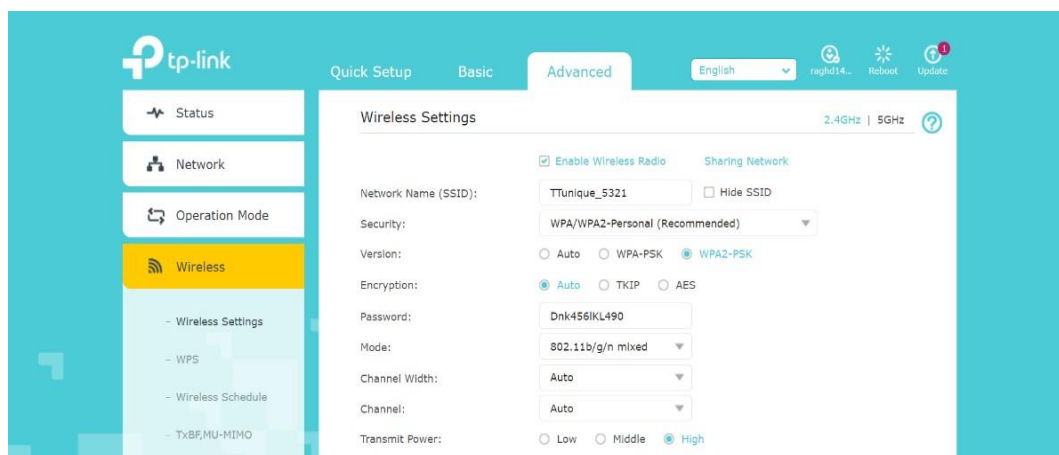 tp-link
Quick Setup Basic Advanced English raghd14... Reboot Update 1
Status
Network
Operation Mode
Wireless
- Wireless Settings
- WPS
- Wireless Schedule
- TxBF,MU-MIMO
Wireless Settings 2.4GHz | 5GHz ?
Enable Wireless Radio Sharing Network
Network Name (SSID): TTunique_5321 Hide SSID
Security: WPA/WPA2-Personal (Recommended)
Version: Auto WPA-PSK WPA2-PSK
Encryption: Auto TKIP AES
Password: Dnk456lKL490
Mode: 802.11b/g/n mixed
Channel Width: Auto
Channel: Auto
Transmit Power: Low Middle High